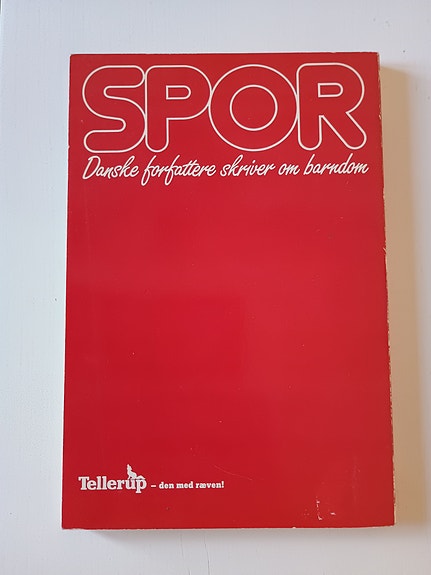 SPOR
Danske forfattere skriver om barndom
Tellerup – den med ræven!